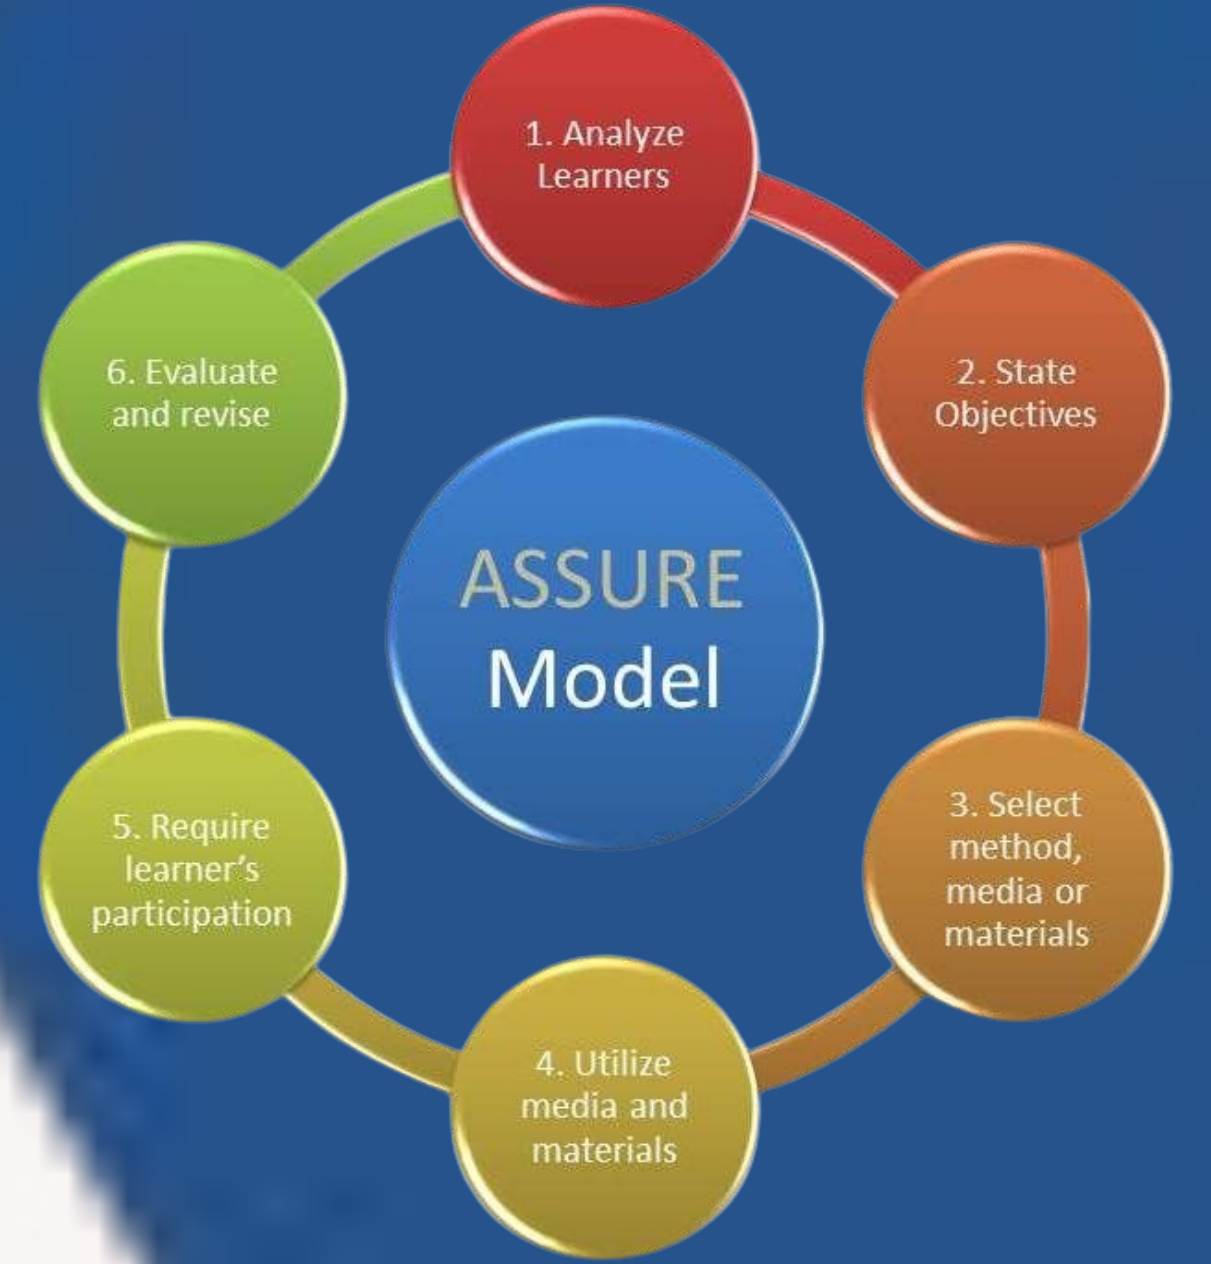 1. Analyze
Learners
2. State
Objectives
3. Select
method,
media or
materials
4. Utilize
media and
materials
5. Require
learner’s
participation
6. Evaluate
and revise
ASSURE
Model